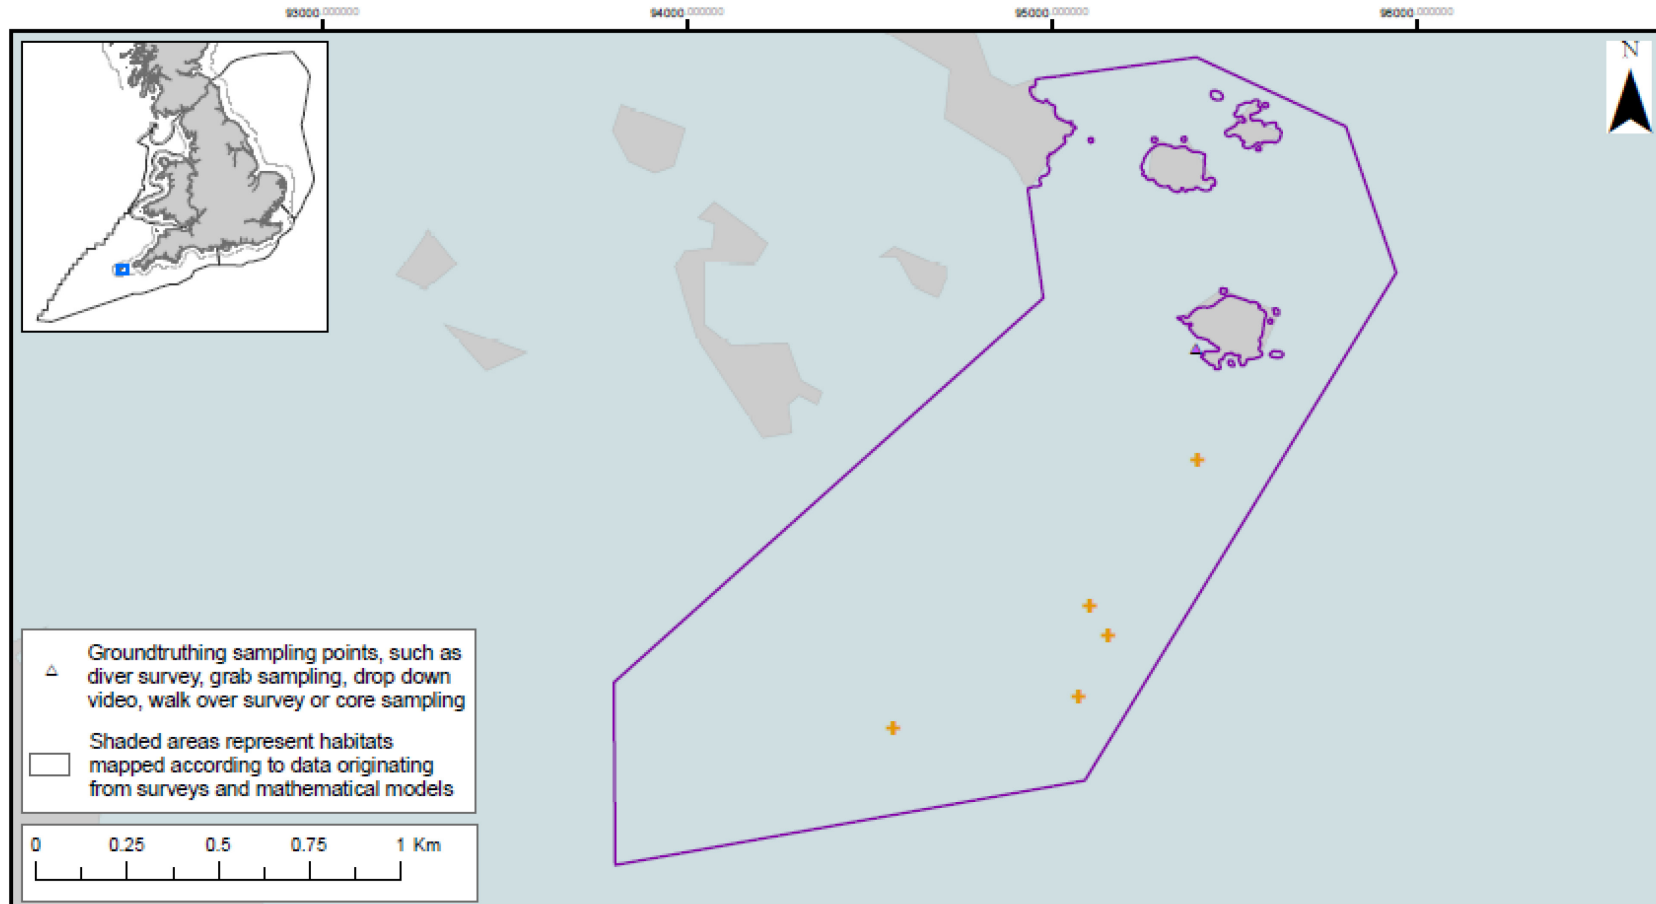 93000.000000 94000.000000 95000.000000 96000.000000
N
Groundtruthing sampling points, such as
diver survey, grab sampling, drop down
video, walk over survey or core sampling
Shaded areas represent habitats
mapped according to data originating
from surveys and mathematical models
0 0.25 0.5 0.75 1 Km